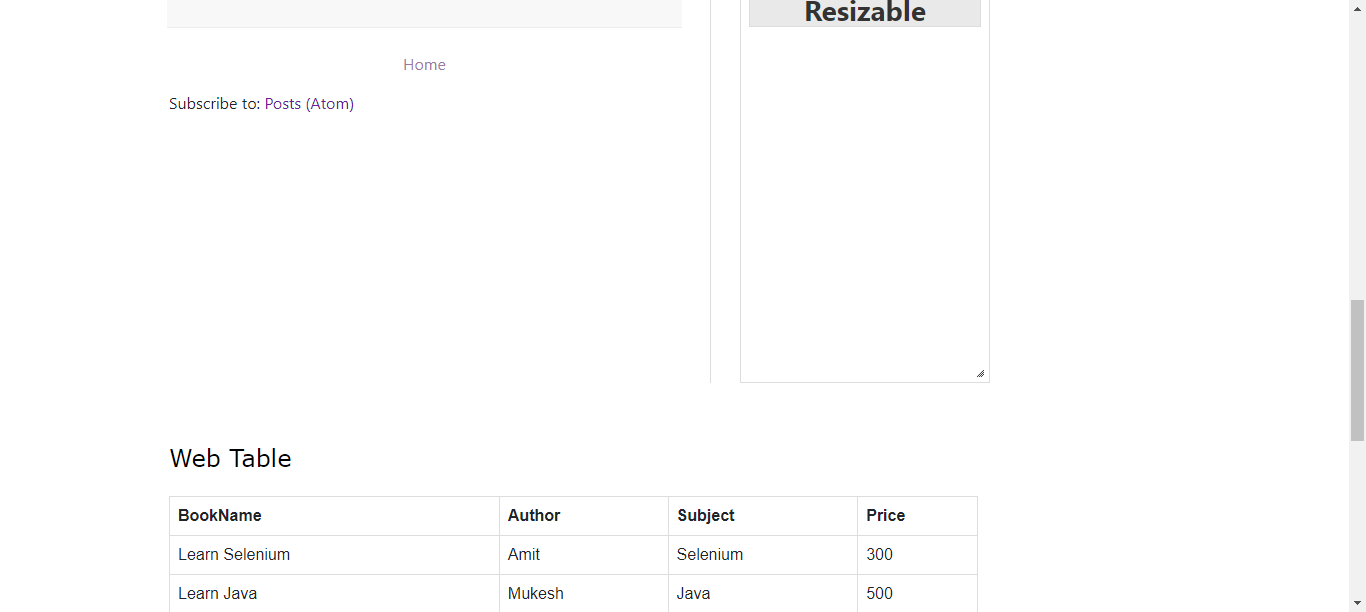 Resizable
Home
Subscribe to: Posts (Atom)
Web Table
BookName Author Subject Price
Learn Selenium Amit Selenium 300
Learn Java Mukesh Java 500